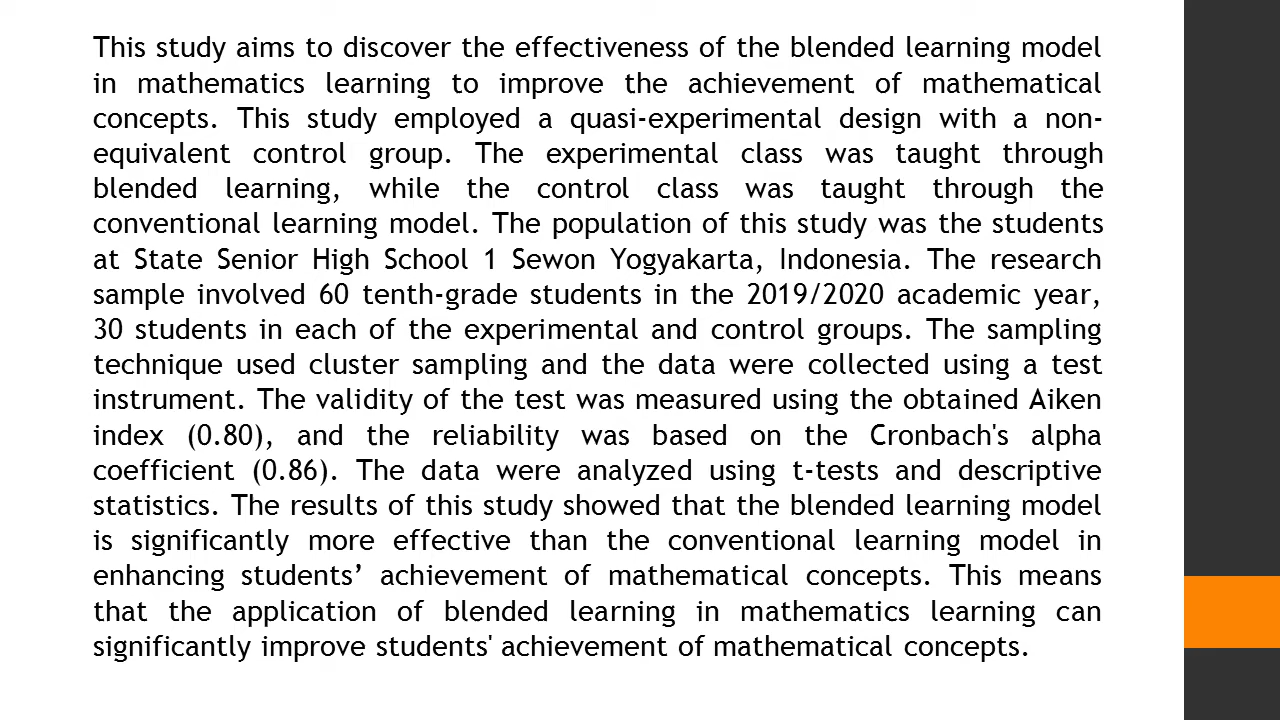 This study aims to discover the effectiveness of the blended learning model
in mathematics learning to improve the achievement of mathematical
concepts. This study employed a quasi-experimental design with a non-
equivalent control group. The experimental class was taught through
blended learning, while the control class was taught through the
conventional learning model. The population of this study was the students
at State Senior High School 1 Sewon Yogyakarta, Indonesia. The research
sample involved 60 tenth-grade students in the 2019/2020 academic year,
30 students in each of the experimental and control groups. The sampling
technique used cluster sampling and the data were collected using a test
instrument. The validity of the test was measured using the obtained Aiken
index (0.80), and the reliability was based on the Cronbach's alpha
coefficient (0.86). The data were analyzed using t-tests and descriptive
statistics. The results of this study showed that the blended learning model
is significantly more effective than the conventional learning model in
enhancing students’ achievement of mathematical concepts. This means
that the application of blended learning in mathematics learning can
significantly improve students' achievement of mathematical concepts.